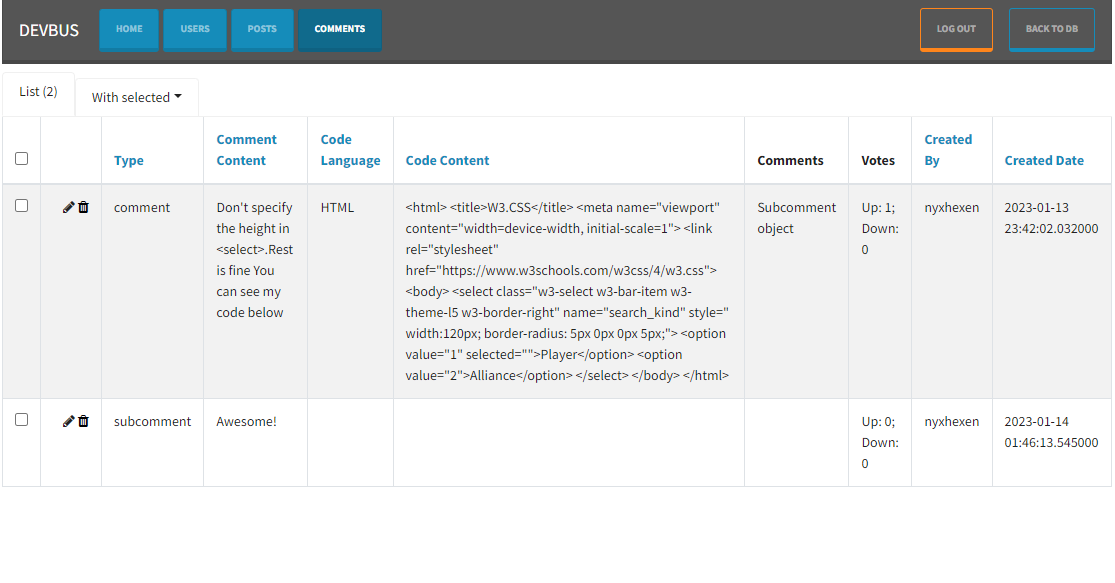 DEVBUS HOME USERS POSTS COMMENTS LOG OUT BACK TO DB
List (2) With selected
Type Comment Content Code Language Code Content Comments Votes Created By Created Date
comment
Don't specify
the height in
<select>.Rest
is fine You
can see my
code below
HTML
<html> <title>W3.CSS</title> <meta name="viewport"
content="width=device-width, initial-scale=1"> <link
rel="stylesheet"
href="https://www.w3schools.com/w3css/4/w3.css">
<body> <select class="w3-select w3-bar-item w3-
theme-l5 w3-border-right" name="search_kind" style="
width:120px; border-radius: 5px 0px 0px 5px;"> <option
value="1" selected="">Player</option> <option
value="2">Alliance</option> </select> </body> </html>
Subcomment
object
Up: 1;
Down:
0
nyxhexen
2023-01-13
23:42:02.032000
subcomment
Awesome!
Up: 0;
Down:
0
nyxhexen
2023-01-14
01:46:13.545000